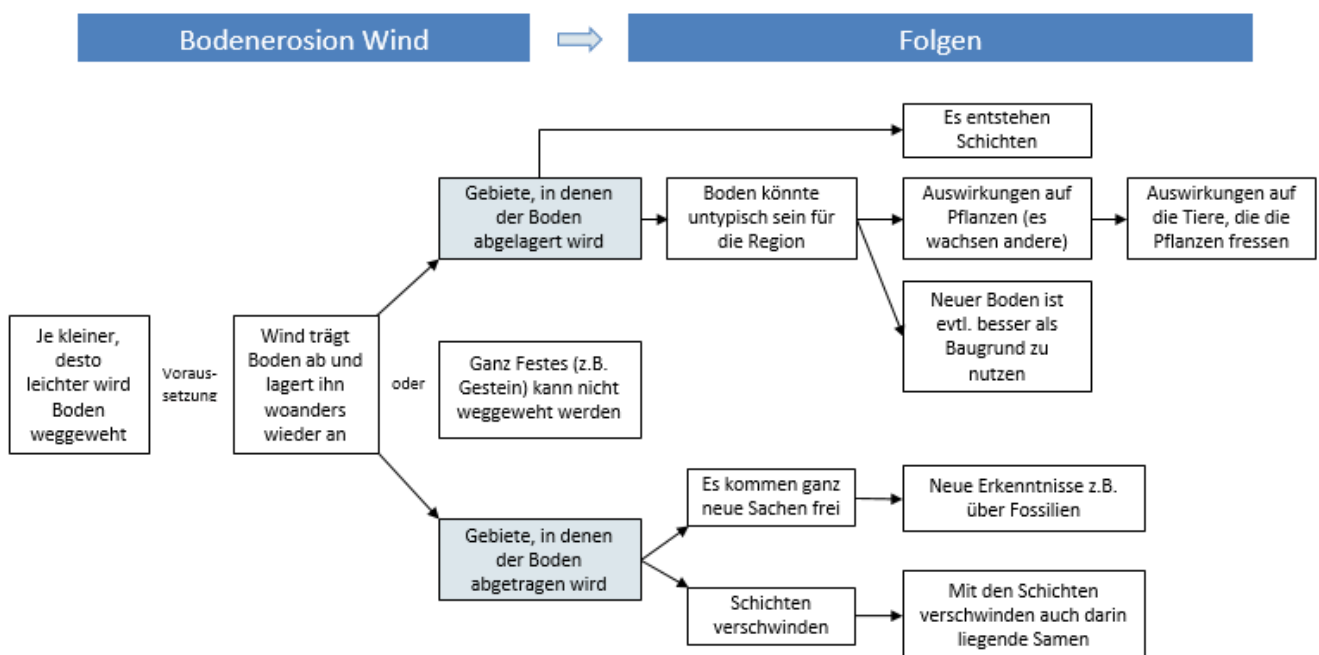 Bodenerosion Wind
Folgen
Es entstehen
Schichten
Gebiete, in denen
der Boden
abgelagert wird
Boden könnte
untypisch sein für
die Region
Auswirkungen auf
Pflanzen (es
wachsen andere)
Auswirkungen auf
die Tiere, die die
Pflanzen fressen
Neuer Boden ist
evtl. besser als
Baugrund zu
nutzen
Je kleiner,
desto
leichter wird
Boden
weggeweht
Voraus-
setzung
Wind trägt
Boden ab und
lagert ihn
woanders
wieder an
oder
Ganz Festes (z.B.
Gestein) kann nicht
weggeweht werden
Es kommen ganz
neue Sachen frei
Neue Erkenntnisse z.B.
über Fossilien
Gebiete, in denen
der Boden
abgetragen wird
Schichten
verschwinden
Mit den Schichten
verschwinden auch darin
liegende Samen